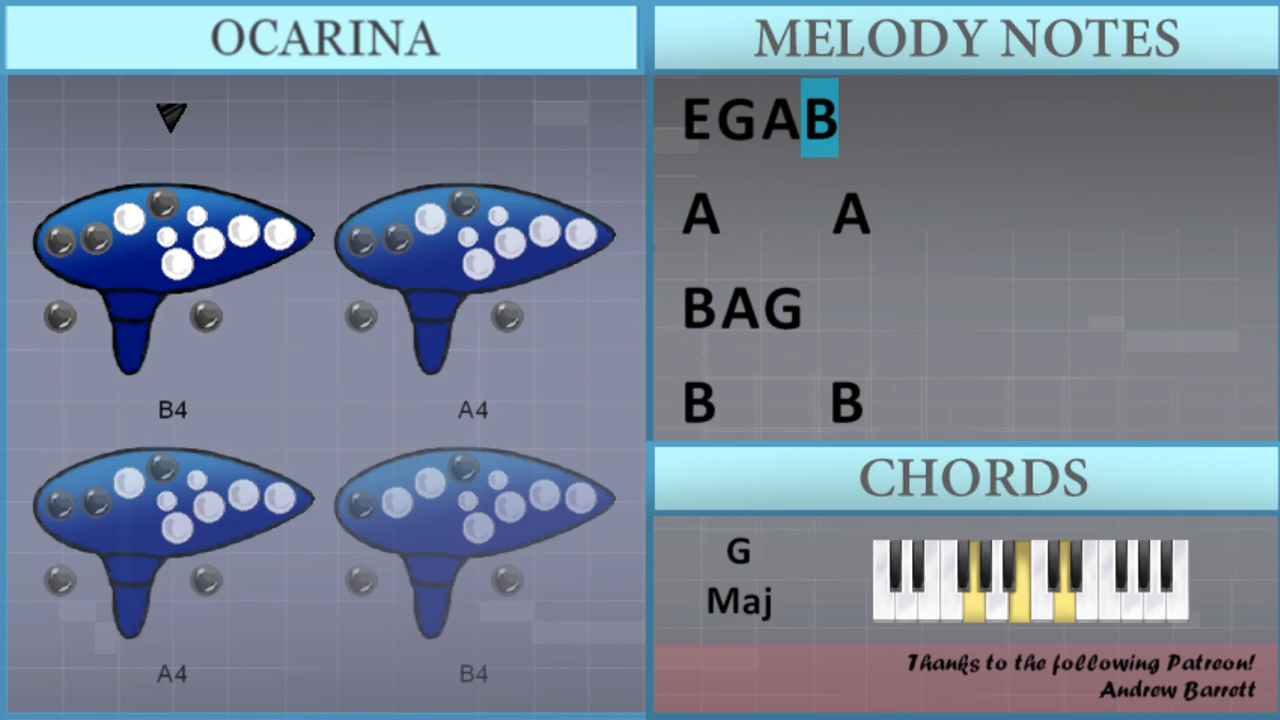 OCARINA
B4
A4
A4
B4
MELODY NOTES
EGAB
A A
BAG
B B
CHORDS
G
Maj
Thanks to the following Patreon!
Andrew Barrett